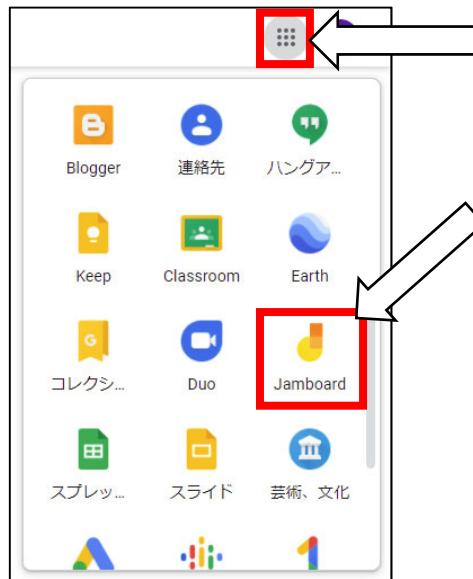 Blogger
連絡先
ハングア...
Keep
Classroom
Earth
コレクシ...
Duo
Jamboard
スプレッ...
スライド
芸術、文化